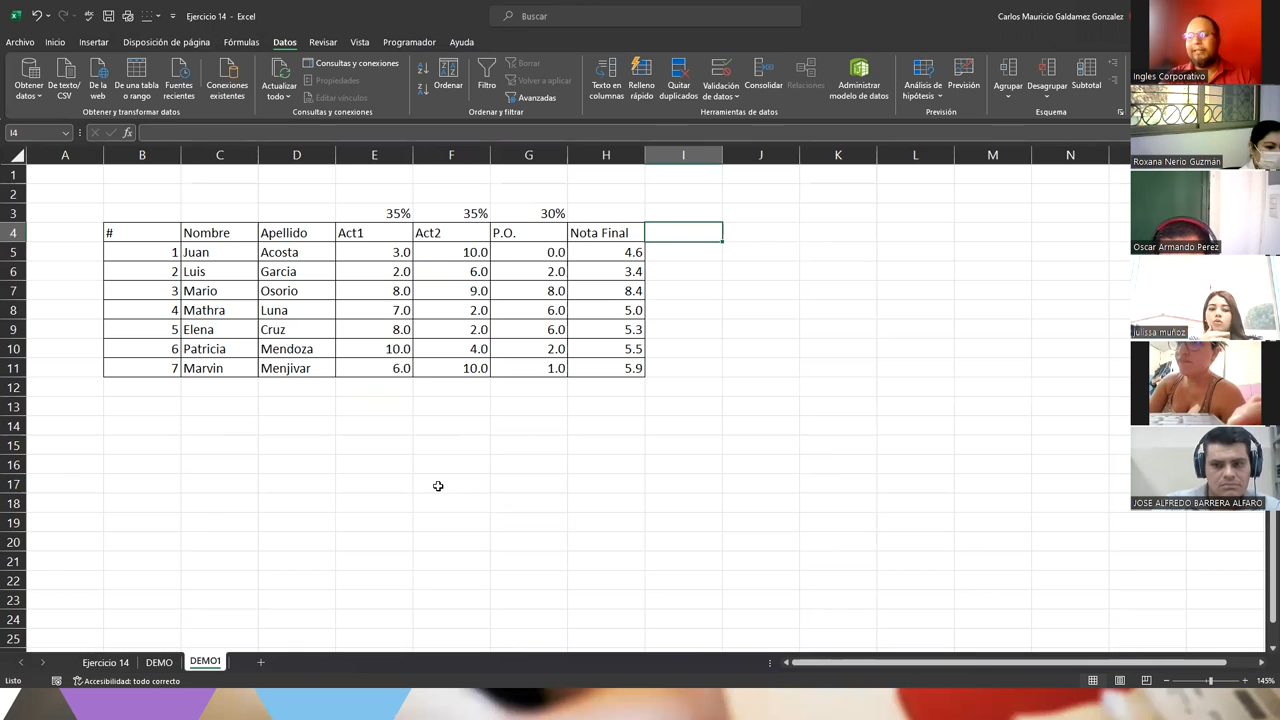 Ejercicio 14 - Excel
Buscar
Carlos Mauricio Galdamez Gonzalez
Archivo Inicio Insertar Disposición de página Fórmulas Datos Revisar Vista Programador Ayuda
Obtener datos
De texto/CSV
De la web
De una tabla o rango
Fuentes recientes
Conexiones existentes
Obtener y transformar datos
Actualizar todo
Consultas y conexiones
Propiedades
Editar vínculos
Consultas y conexiones
Ordenar
Filtro
Borrar
Volver a aplicar
Avanzadas
Ordenar y filtrar
Texto en columnas
Relleno rápido
Quitar duplicados
Validación de datos
Consolidar
Relaciones
Administrar modelo de datos
Herramientas de datos
Análisis de hipótesis
Previsión
Previsión
Agrupar
Desagrupar
Subtotal
Esquema
I4
fx
A B C D E F G H I J K L M N
1
2
3 35% 35% 30%
4 # Nombre Apellido Act1 Act2 P.O. Nota Final
5 1 Juan Acosta 3.0 10.0 0.0 4.6
6 2 Luis Garcia 2.0 6.0 2.0 3.4
7 3 Mario Osorio 8.0 9.0 8.0 8.4
8 4 Mathra Luna 7.0 2.0 6.0 5.0
9 5 Elena Cruz 8.0 2.0 6.0 5.3
10 6 Patricia Mendoza 10.0 4.0 2.0 5.5
11 7 Marvin Menjivar 6.0 10.0 1.0 5.9
12
13
14
15
16
17
18
19
20
21
22
23
24
25
Ejercicio 14 DEMO DEMO1
Listo
Accesibilidad: todo correcto
145%
Ingles Corporativo
Roxana Nerio Guzmán
Oscar Armando Perez
julissa muñoz
JOSE ALFREDO BARRERA ALFARO